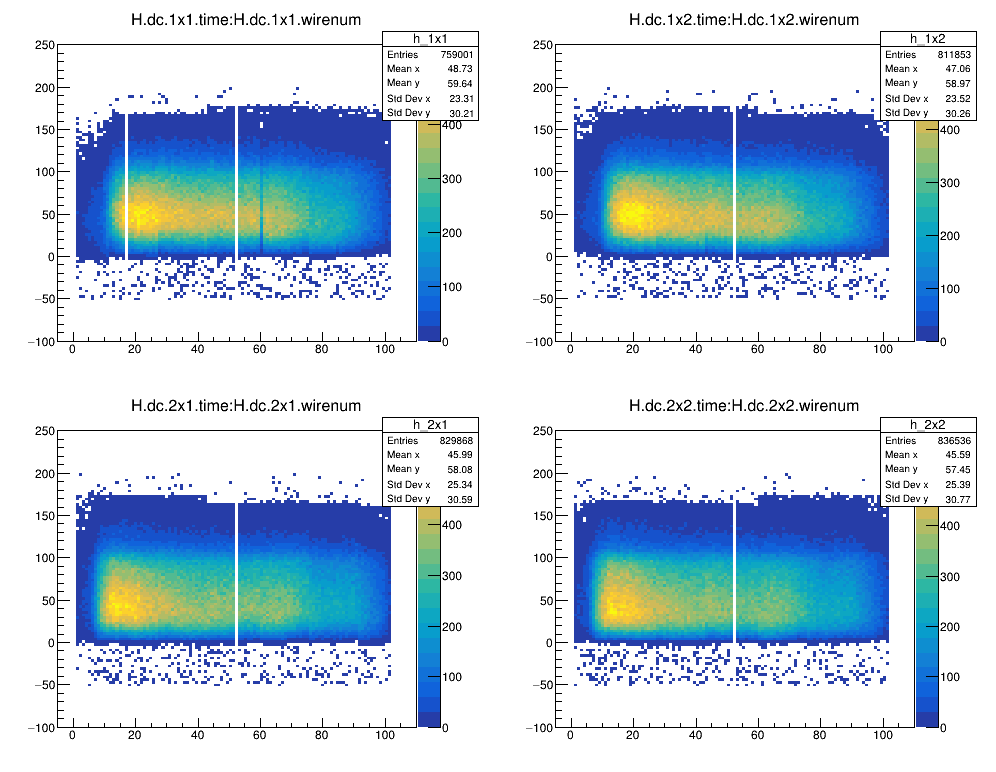 H.dc.1x1.time:H.dc.1x1.wirenum
h_1x1
Entries 759001
Mean x 48.73
Mean y 59.64
Std Dev x 23.31
Std Dev y 30.21
250
200
150
100
50
0
−50
−100
0 20 40 60 80 100
400
300
200
100
0
H.dc.1x2.time:H.dc.1x2.wirenum
h_1x2
Entries 811853
Mean x 47.06
Mean y 58.97
Std Dev x 23.52
Std Dev y 30.26
250
200
150
100
50
0
−50
−100
0 20 40 60 80 100
400
300
200
100
0
H.dc.2x1.time:H.dc.2x1.wirenum
h_2x1
Entries 829868
Mean x 45.99
Mean y 58.08
Std Dev x 25.34
Std Dev y 30.59
250
200
150
100
50
0
−50
−100
0 20 40 60 80 100
400
300
200
100
0
H.dc.2x2.time:H.dc.2x2.wirenum
h_2x2
Entries 836536
Mean x 45.59
Mean y 57.45
Std Dev x 25.39
Std Dev y 30.77
250
200
150
100
50
0
−50
−100
0 20 40 60 80 100
400
300
200
100
0